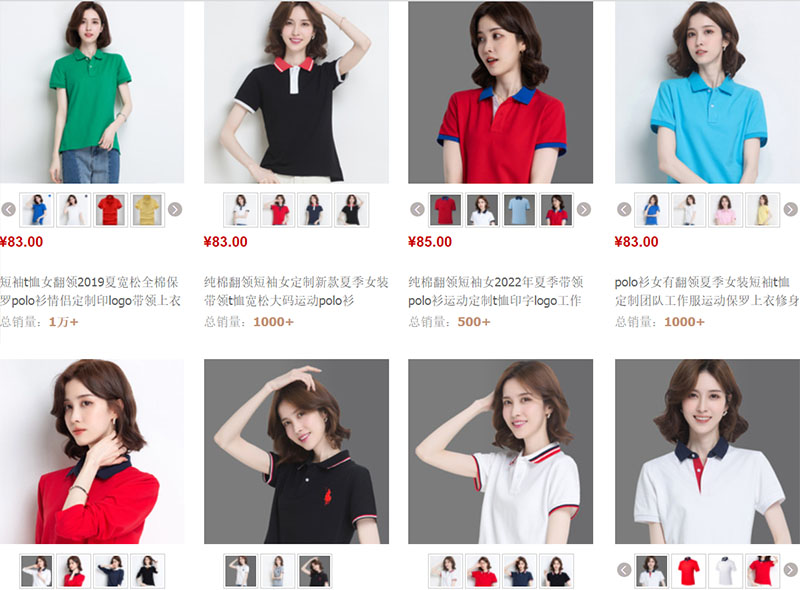 ¥83.00
¥83.00
¥85.00
¥83.00
短袖t恤女翻领2019夏宽松全棉保
罗polo衫情侣定制印logo带领上衣
总销量：1万+
纯棉翻领短袖女定制新款夏季女装
带领t恤宽松大码运动polo衫
总销量：1000+
纯棉翻领短袖女2022年夏季带领
polo衫运动定制t恤印字logo工作
总销量：500+
polo衫女有翻领夏季女装短袖t恤
定制团队工作服运动保罗上衣修身
总销量：1000+